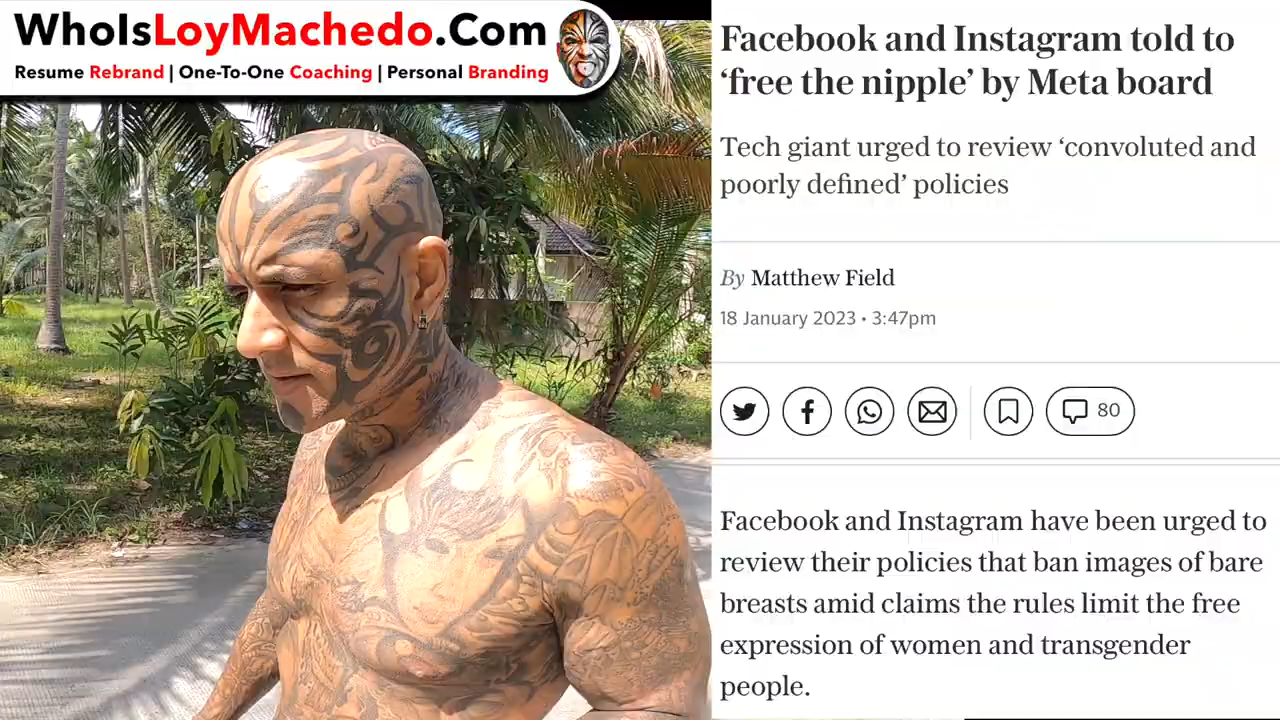 WhoIsLoyMachedo.Com
Resume Rebrand | One-To-One Coaching | Personal Branding
Facebook and Instagram told to
‘free the nipple’ by Meta board
Tech giant urged to review ‘convoluted and
poorly defined’ policies
By Matthew Field
18 January 2023 • 3:47pm
80
Facebook and Instagram have been urged to
review their policies that ban images of bare
breasts amid claims the rules limit the free
expression of women and transgender
people.